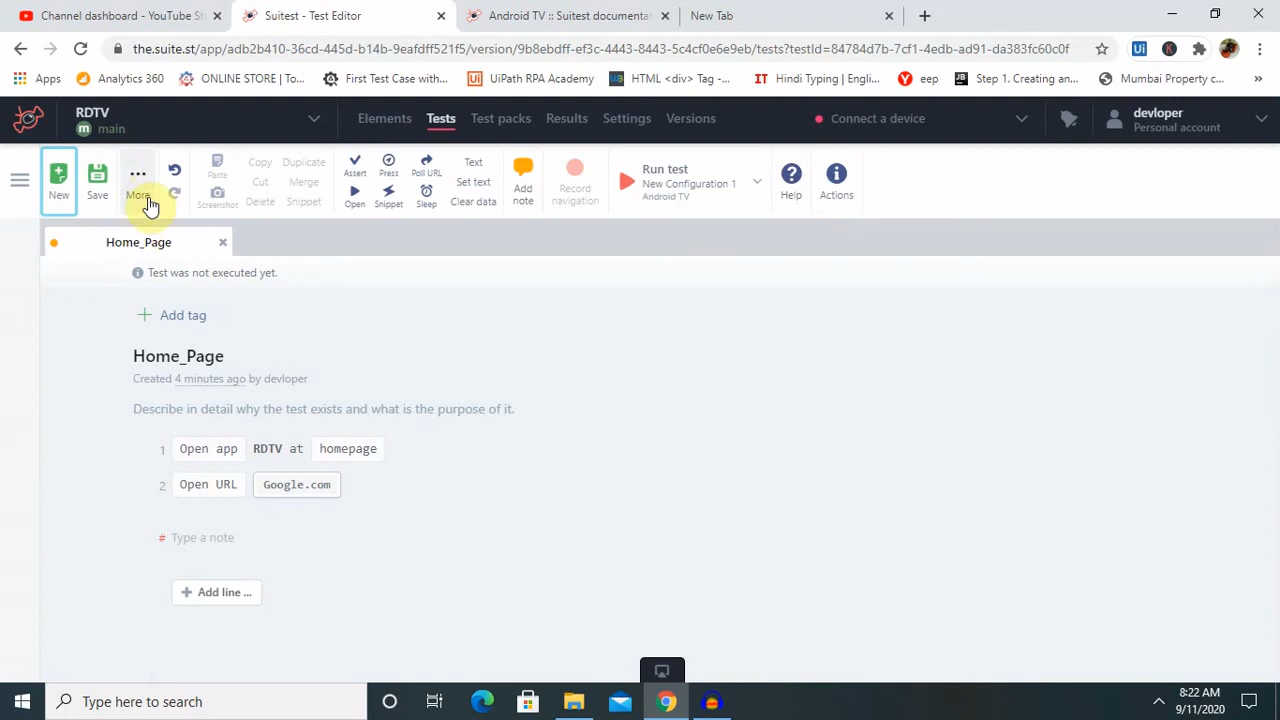 Channel dashboard - YouTube St
Suitest - Test Editor
Android TV :: Suitest documentat
New Tab
the.suite.st/app/adb2b410-36cd-445d-b14b-9eafdff521f5/version/9b8ebdff-ef3c-4443-8443-5c4cf0e6e9eb/tests?testId=84784d7b-7cf1-4edb-ad91-da383fc60c0f
Apps
Analytics 360
ONLINE STORE | To...
First Test Case with...
UiPath RPA Academy
HTML <div> Tag -...
Hindi Typing | Engli...
eep
Step 1. Creating an...
Mumbai Property c...
RDTV
main
Elements
Tests
Test packs
Results
Settings
Versions
Connect a device
devloper
Personal account
New
Save
More
Paste
Screenshot
Copy
Cut
Delete
Duplicate
Merge
Snippet
Assert
Press
Poll URL
Open
Snippet
Sleep
Text
Set text
Clear data
Add note
Record navigation
Run test
New Configuration 1
Android TV
Help
Actions
Home_Page
Test was not executed yet.
Add tag
Home_Page
Created 4 minutes ago by devloper
Describe in detail why the test exists and what is the purpose of it.
1 Open app RDTV at homepage
2 Open URL Google.com
# Type a note
+ Add line ...
Type here to search
8:22 AM
9/11/2020